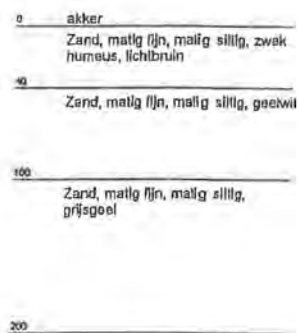 0 akker
Zand, matig fijn, matig siltig, zwak
humeus, lichtbruin
40
Zand, matig fijn, matig siltig, geelwi
100
Zand, matig fijn, matig siltig,
grijsgeel
200